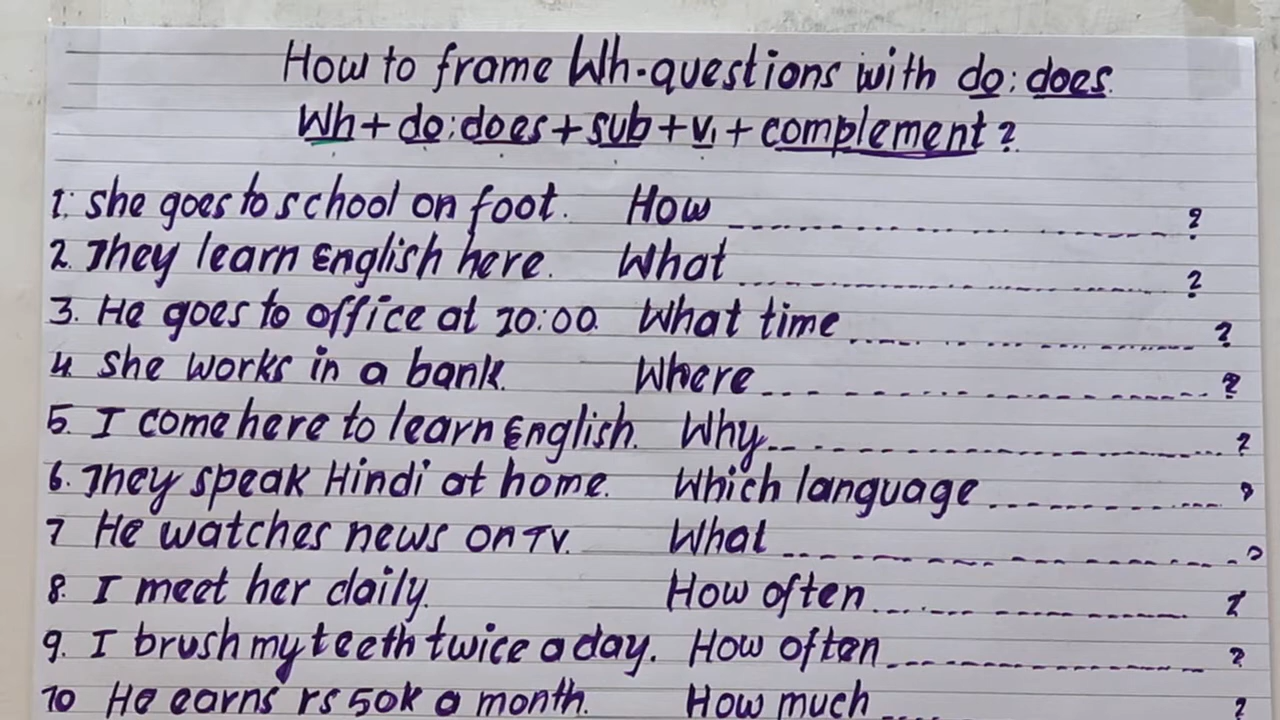 How to frame Wh-questions with do:does.
Wh + do:does + sub + v1 + complement?
1. She goes to school on foot. How ?
2. They learn English here. What ?
3. He goes to office at 10:00. What time ?
4 She works in a bank. Where ?
5. I come here to learn English. Why ?
6. They speak Hindi at home. Which language ?
7 He watches news on TV. What ?
8. I meet her daily. How often ?
9. I brush my teeth twice a day. How often ?
10 He earns rs 50k a month. How much ?